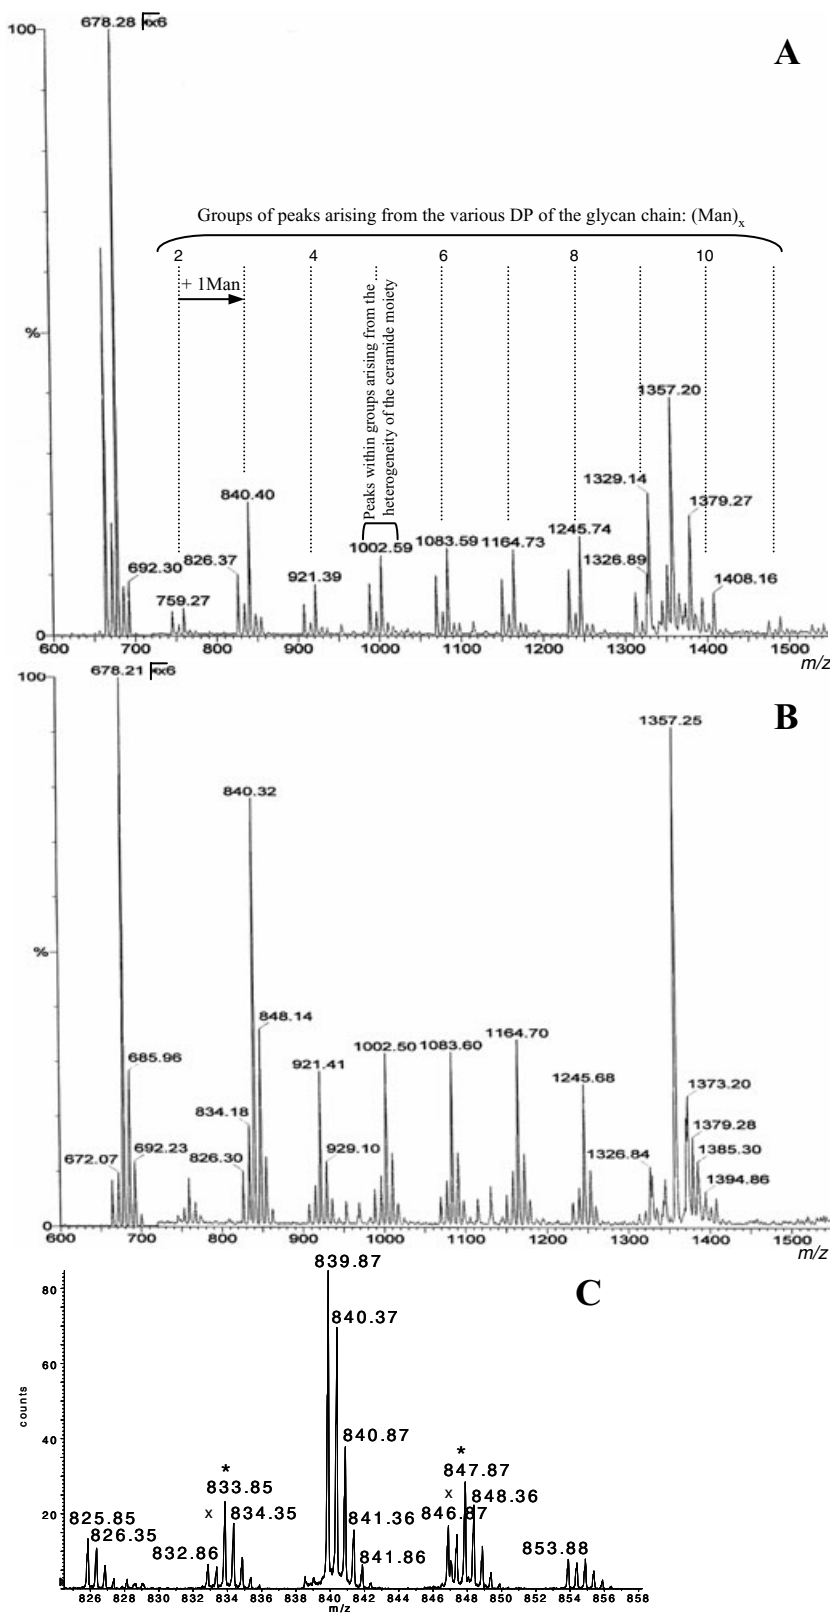 678.28 x6
100
A
Groups of peaks arising from the various DP of the glycan chain: (Man)x
2 4 6 8 10
+ 1Man
Peaks within groups arising from the
heterogeneity of the ceramide moiety
%
1357.20
1329.14
1379.27
840.40
1245.74
1002.59 1083.59 1164.73
826.37
1326.89
692.30
921.39
1408.16
759.27
0
600 700 800 900 1000 1100 1200 1300 1400 1500
m/z
678.21 x6
100
B
1357.25
840.32
%
848.14
1164.70
1002.50 1083.60
685.96
921.41
1245.68
1373.20
834.18
1379.28
692.23
929.10
1385.30
672.07
826.30
1326.84
1394.86
0
600 700 800 900 1000 1100 1200 1300 1400 1500
m/z
839.87
C
80
840.37
60
counts
840.87
40
*
*
847.87
833.85
x
x
848.36
825.85
834.35
841.36 846.87
20
826.35
832.86
841.86
853.88
826 828 830 832 834 836 838 840 842 844 846 848 850 852 854 856 858
m/z